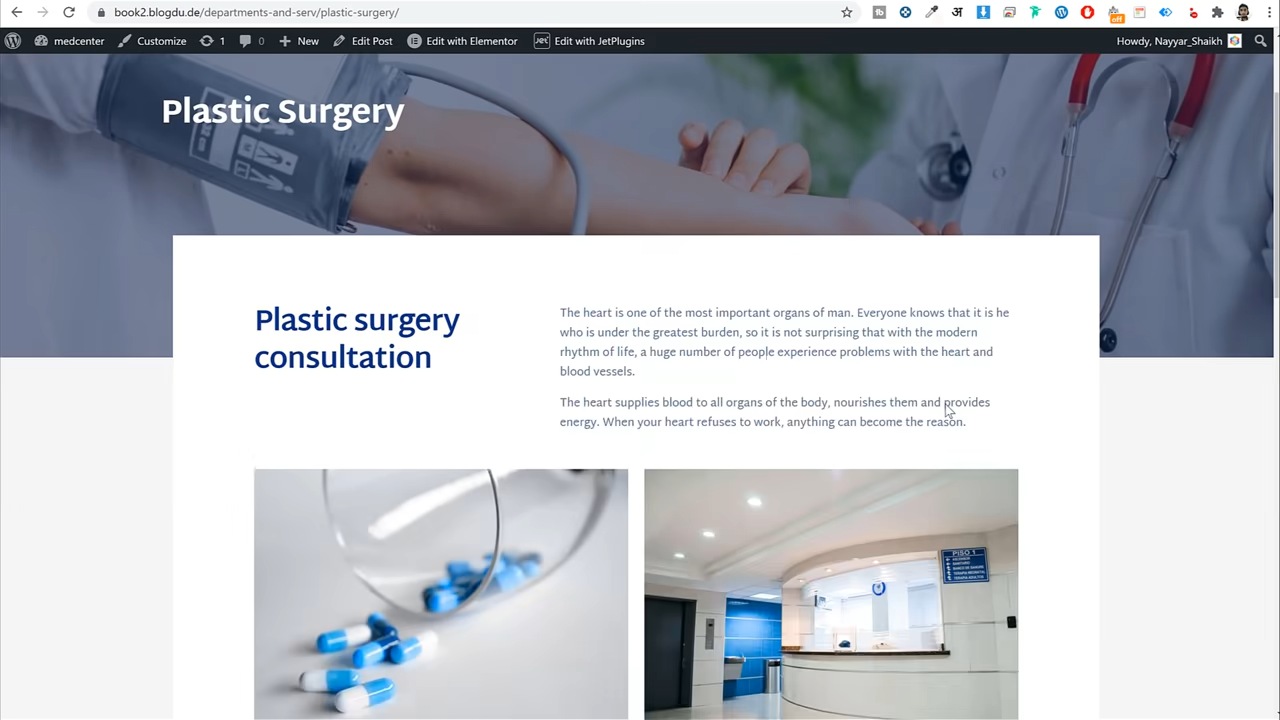 book2.blogdu.de/departments-and-serv/plastic-surgery/
अ
off
medcenter
Customize
1
0
New
Edit Post
Edit with Elementor
Edit with JetPlugins
Howdy, Nayyar_Shaikh
Plastic Surgery
Plastic surgery
consultation
The heart is one of the most important organs of man. Everyone knows that it is he
who is under the greatest burden, so it is not surprising that with the modern
rhythm of life, a huge number of people experience problems with the heart and
blood vessels.
The heart supplies blood to all organs of the body, nourishes them and provides
energy. When your heart refuses to work, anything can become the reason.
PISO 1